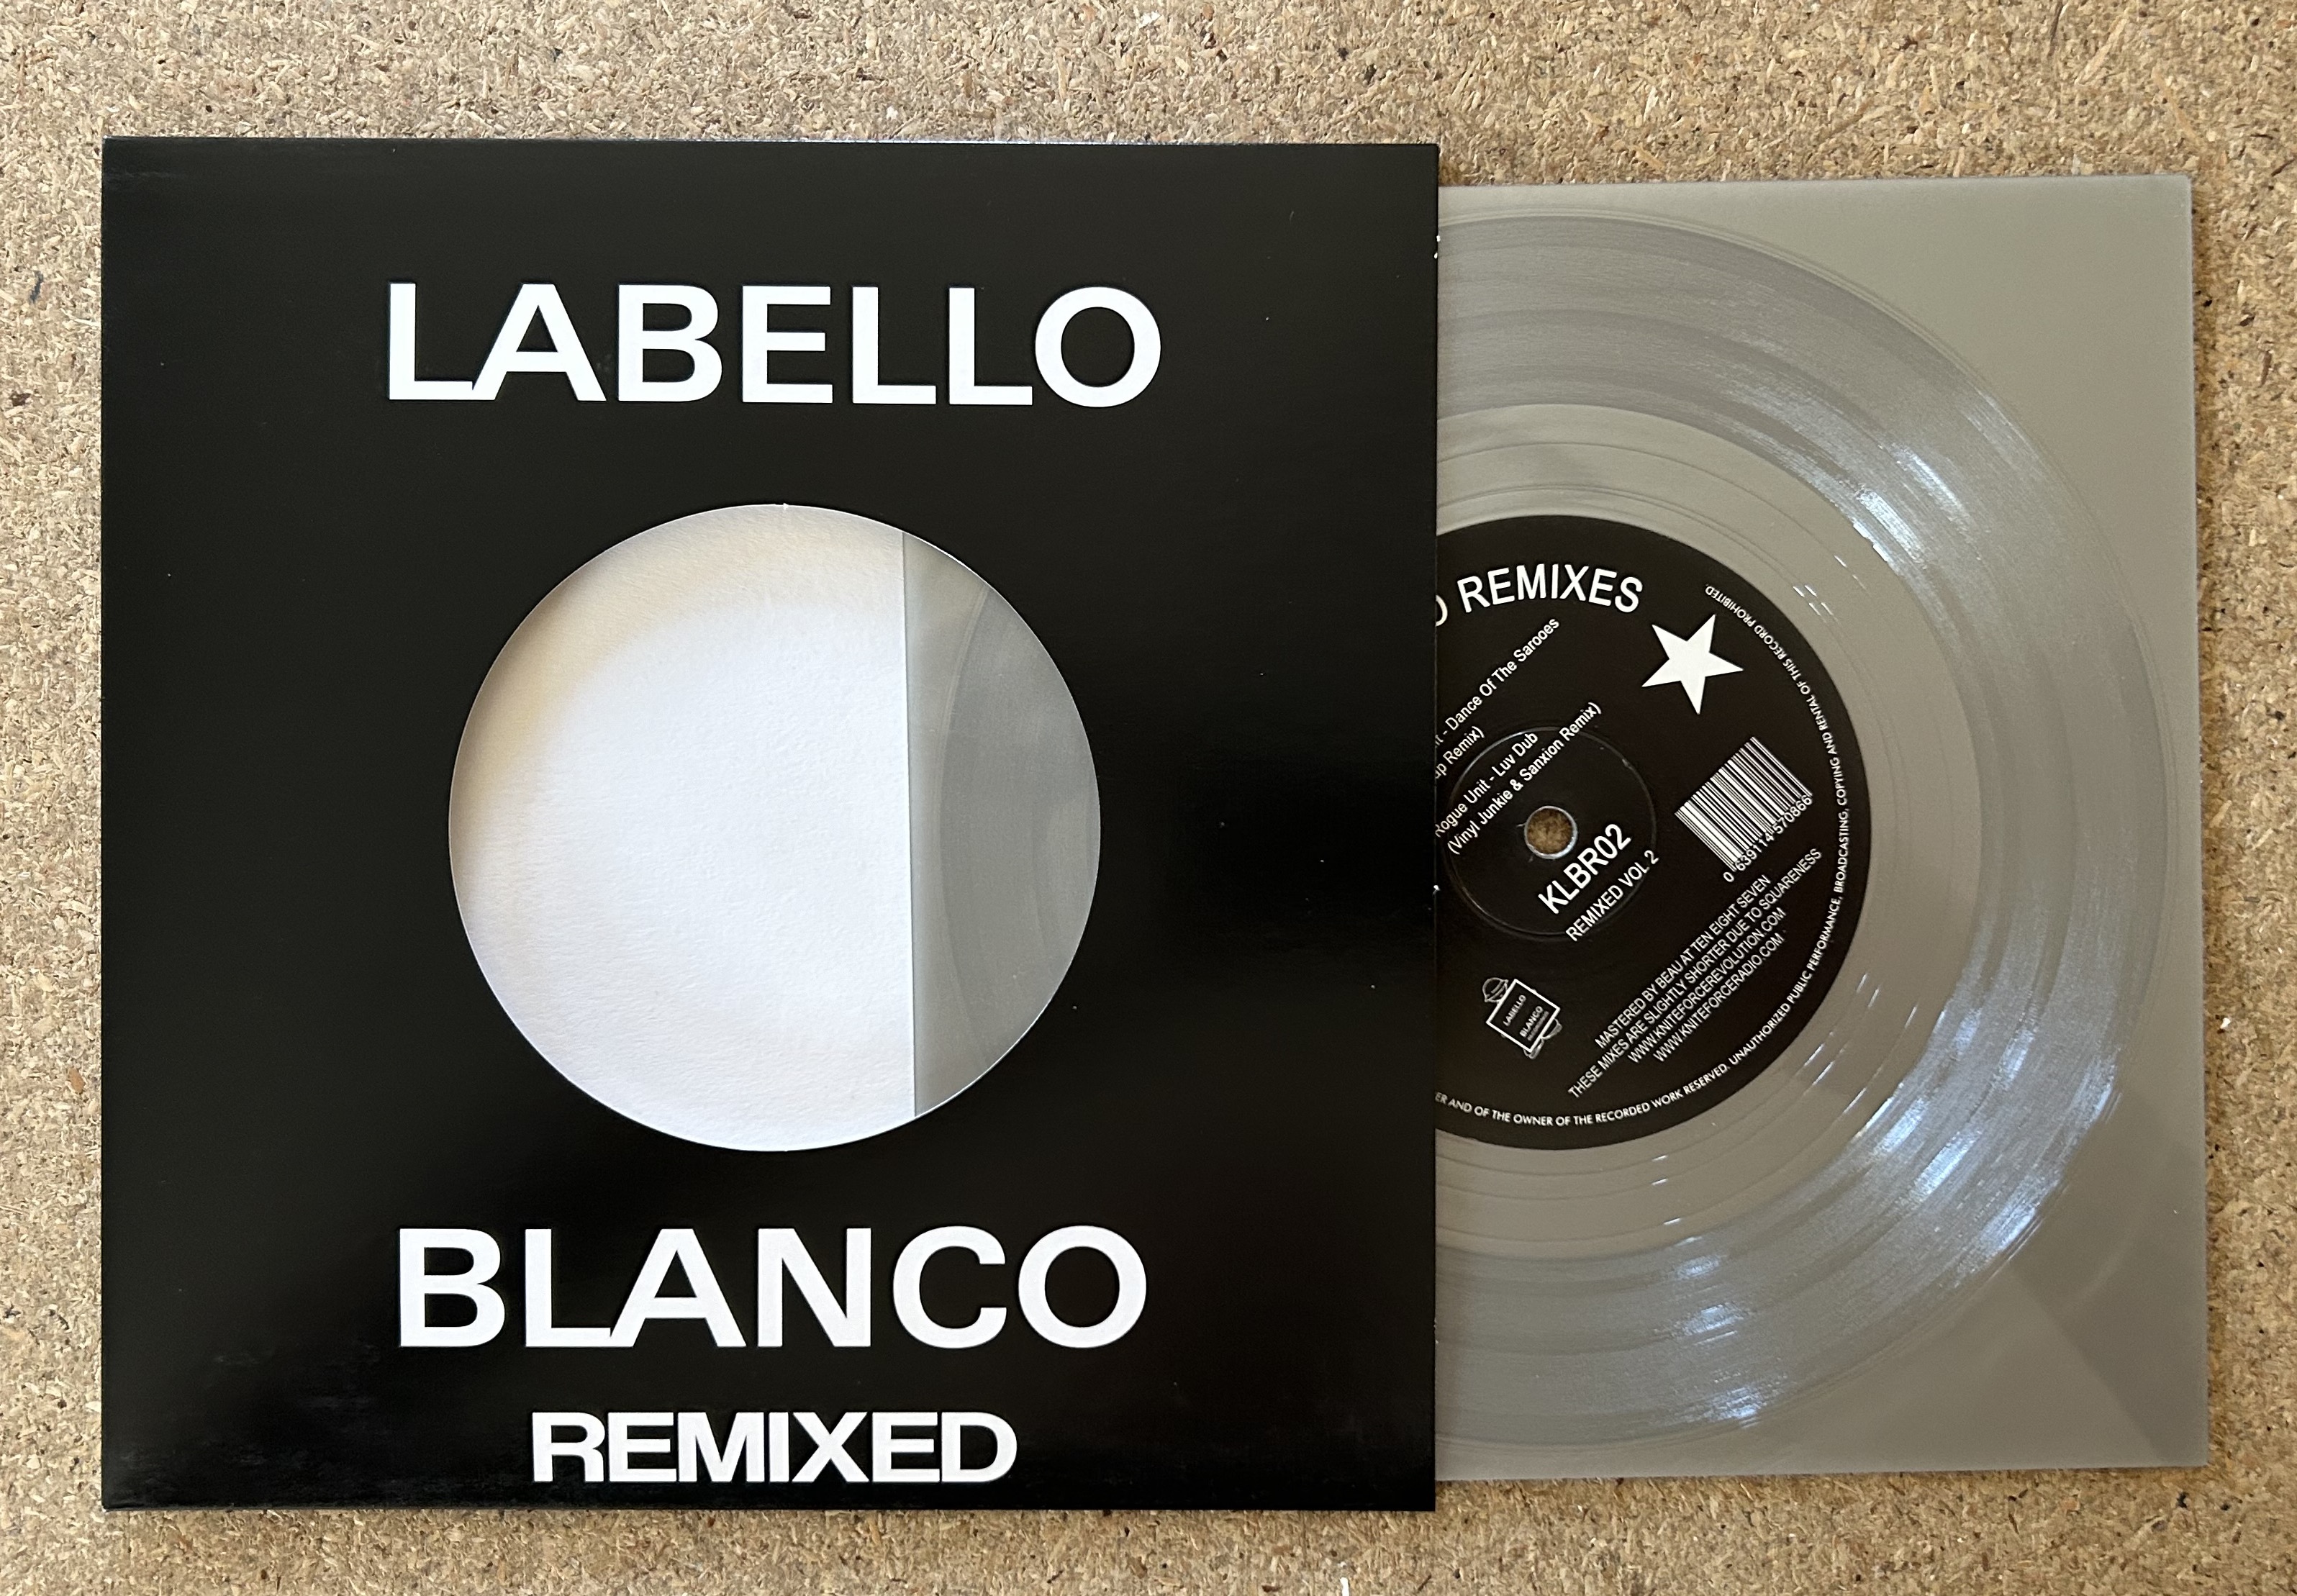 LABELLO
BLANCO
REMIXED
O REMIXES
- Dance Of The Sarooes
Remix)
Rogue Unit - Luv Dub
(Vinyl Junkie & Sanxion Remix)
KLBR02
REMIXED VOL 2
0 639114 570866
LABELLO
BLANCO
MASTERED BY BEAU AT TEN EIGHT SEVEN
THESE MIXES ARE SLIGHTLY SHORTER DUE TO SQUARENESS
WWW.KNITEFORCEREVOLUTION.COM
WWW.KNITEFORCERADIO.COM
ER AND OF THE OWNER OF THE RECORDED WORK RESERVED. UNAUTHORIZED PUBLIC PERFORMANCE, BROADCASTING, COPYING AND RENTAL OF THIS RECORD PROHIBITED.